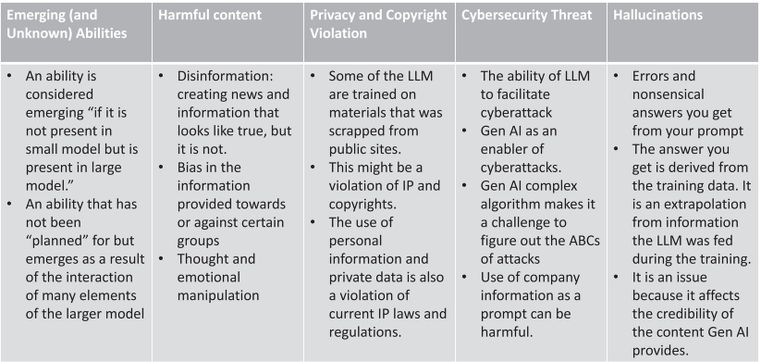 Emerging (and
Unknown) Abilities
• An ability is
considered
emerging “if it is
not present in
small model but is
present in large
model.”
• An ability that has
not been
“planned” for but
emerges as a result
of the interaction
of many elements
of the larger model
Harmful content
• Disinformation:
creating news and
information that
looks like true, but
it is not.
• Bias in the
information
provided towards
or against certain
groups
• Thought and
emotional
manipulation
Privacy and Copyright
Violation
• Some of the LLM
are trained on
materials that was
scrapped from
public sites.
• This might be a
violation of IP and
copyrights.
• The use of
personal
information and
private data is also
a violation of
current IP laws and
regulations.
Cybersecurity Threat
• The ability of LLM
to facilitate
cyberattack
• Gen AI as an
enabler of
cyberattacks.
• Gen AI complex
algorithm makes it
a challenge to
figure out the ABCs
of attacks
• Use of company
information as a
prompt can be
harmful.
Hallucinations
• Errors and
nonsensical
answers you get
from your prompt
• The answer you
get is derived from
the training data. It
is an extrapolation
from information
the LLM was fed
during the training.
• It is an issue
because it affects
the credibility of
the content Gen AI
provides.